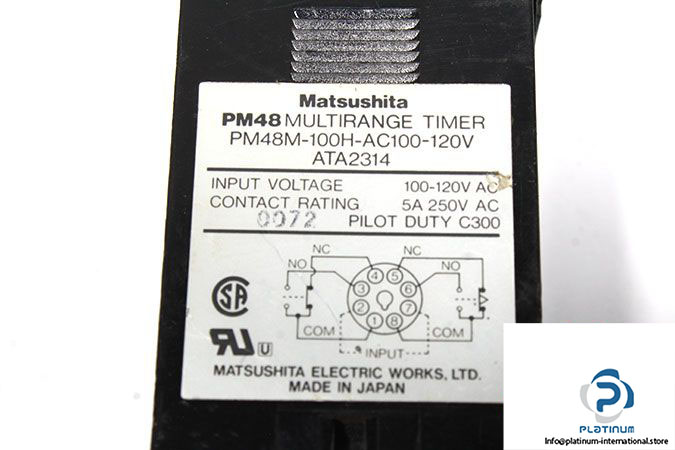 Matsushita
PM48 MULTIRANGE TIMER
PM48M-100H-AC100-120V
ATA2314
INPUT VOLTAGE 100-120V AC
CONTACT RATING 5A 250V AC
0072 PILOT DUTY C300
NC NC
NO 4 5 NO
3 6
2 7
1 8
COM COM
INPUT
U
MATSUSHITA ELECTRIC WORKS, LTD.
MADE IN JAPAN
SA
RU
P
PLATINUM
Info@platinum-international.store